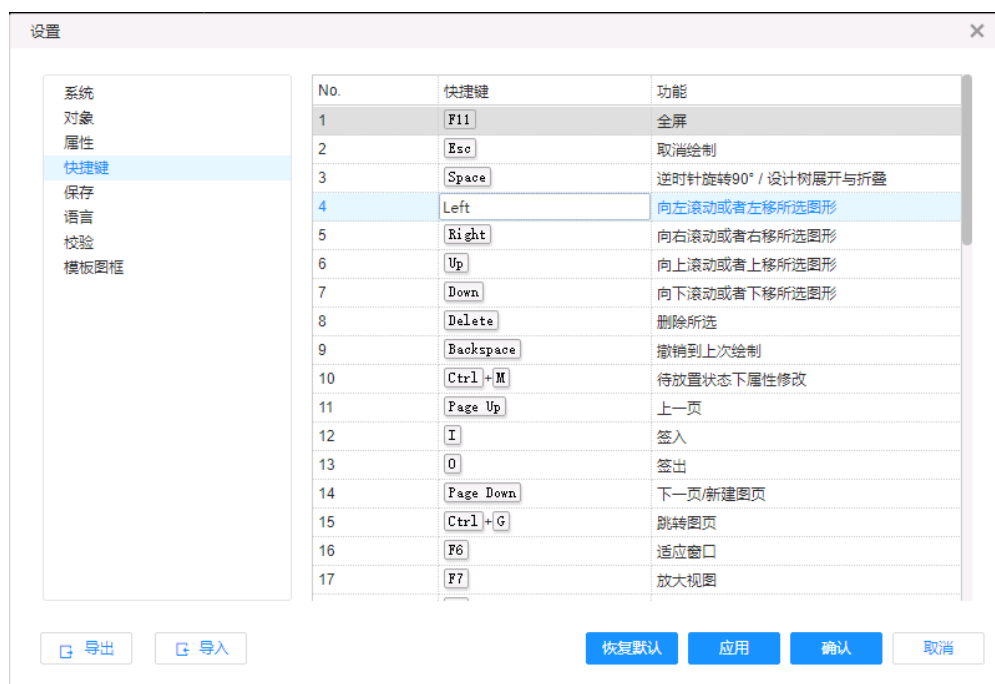 设置
系统
对象
属性
快捷键
保存
语言
校验
模板图框
No. 快捷键 功能
1 F11 全屏
2 Esc 取消绘制
3 Space 逆时针旋转90° / 设计树展开与折叠
4 Left 向左滚动或者左移所选图形
5 Right 向右滚动或者右移所选图形
6 Up 向上滚动或者上移所选图形
7 Down 向下滚动或者下移所选图形
8 Delete 删除所选
9 Backspace 撤销到上次绘制
10 Ctrl+M 待放置状态下属性修改
11 Page Up 上一页
12 I 签入
13 O 签出
14 Page Down 下一页/新建图页
15 Ctrl+G 跳转图页
16 F6 适应窗口
17 F7 放大视图
导出 导入 恢复默认 应用 确认 取消